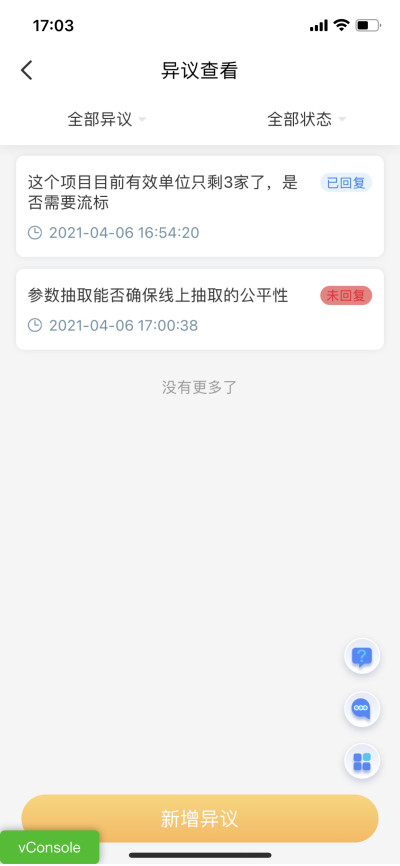 17:03
异议查看
全部异议 全部状态
这个项目目前有效单位只剩3家了，是 已回复
否需要流标
2021-04-06 16:54:20
参数抽取能否确保线上抽取的公平性 未回复
2021-04-06 17:00:38
没有更多了
?
新增异议
vConsole